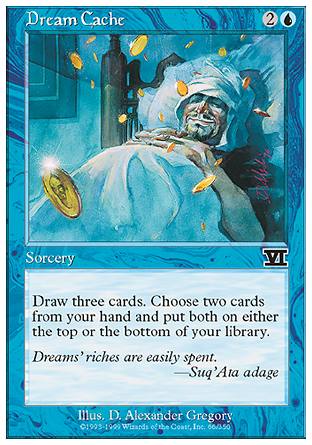 Dream Cache 2
Sorcery VI
Draw three cards. Choose two cards
from your hand and put both on either
the top or the bottom of your library.
Dreams' riches are easily spent.
—Suq'Ata adage
Illus. D. Alexander Gregory
©1993-1999 Wizards of the Coast, Inc. 66/350